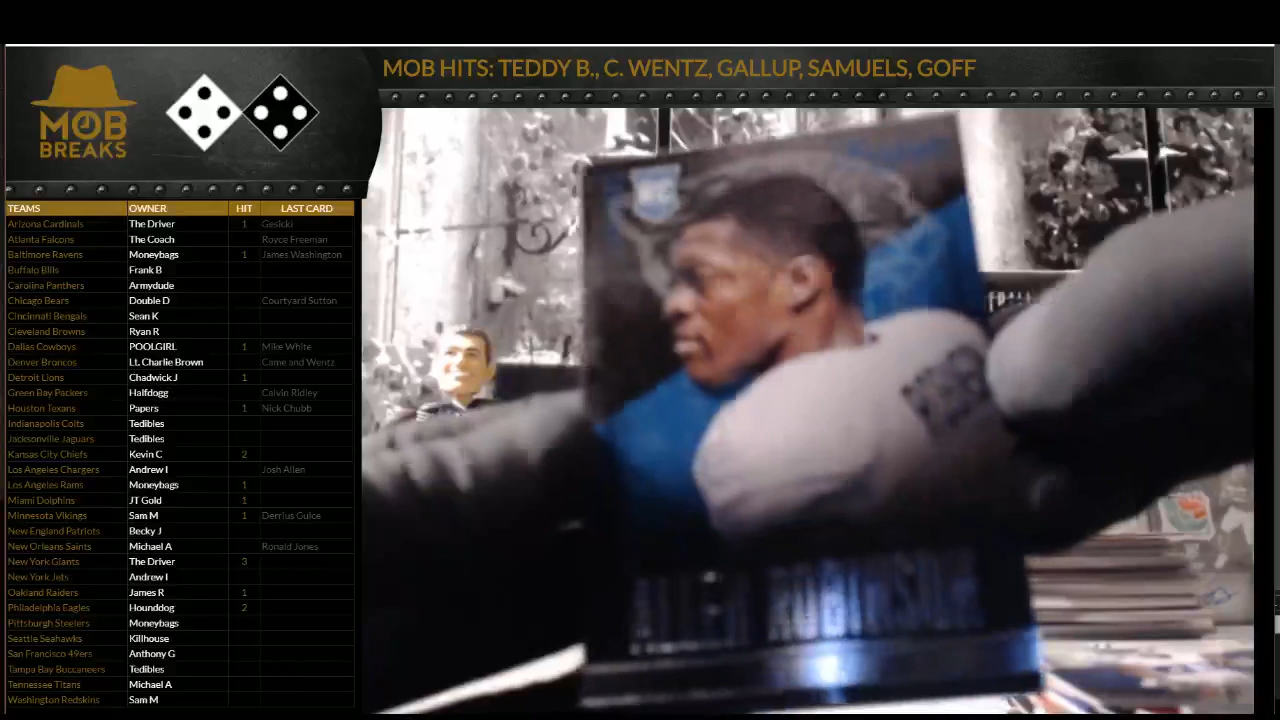 MOB HITS: TEDDY B., C. WENTZ, GALLUP, SAMUELS, GOFF
MOB
BREAKS
TEAMS OWNER HIT LAST CARD
Arizona Cardinals The Driver 1 Gesicki
Atlanta Falcons The Coach Royce Freeman
Baltimore Ravens Moneybags 1 James Washington
Buffalo Bills Frank B
Carolina Panthers Armydude
Chicago Bears Double D Courtyard Sutton
Cincinnati Bengals Sean K
Cleveland Browns Ryan R
Dallas Cowboys POOLGIRL 1 Mike White
Denver Broncos Lt. Charlie Brown Came and Wentz
Detroit Lions Chadwick J 1
Green Bay Packers Halfdogg Calvin Ridley
Houston Texans Papers 1 Nick Chubb
Indianapolis Colts Tedibles
Jacksonville Jaguars Tedibles
Kansas City Chiefs Kevin C 2
Los Angeles Chargers Andrew I Josh Allen
Los Angeles Rams Moneybags 1
Miami Dolphins JT Gold 1
Minnesota Vikings Sam M 1 Derrius Guice
New England Patriots Becky J
New Orleans Saints Michael A Ronald Jones
New York Giants The Driver 3
New York Jets Andrew I
Oakland Raiders James R 1
Philadelphia Eagles Hounddog 2
Pittsburgh Steelers Moneybags
Seattle Seahawks Killhouse
San Francisco 49ers Anthony G
Tampa Bay Buccaneers Tedibles
Tennessee Titans Michael A
Washington Redskins Sam M
ALLEN ROBINSON